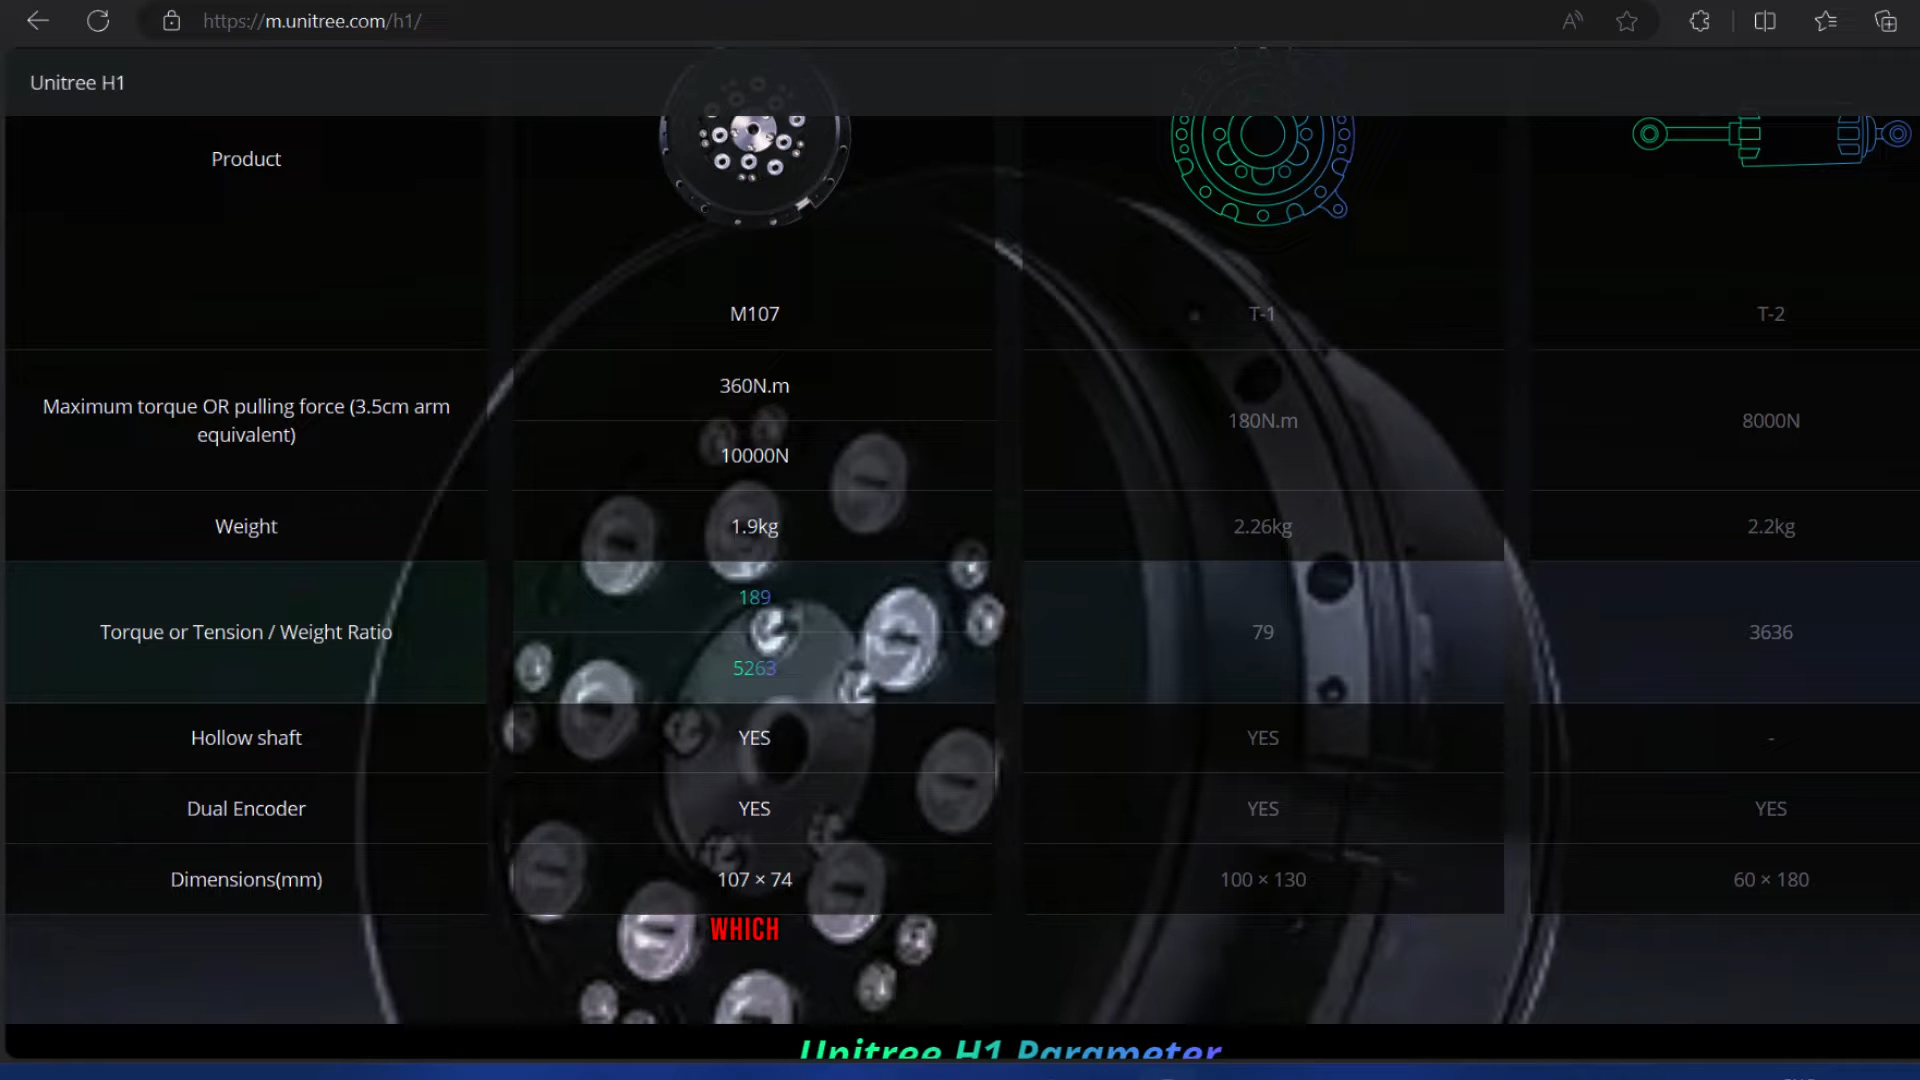 https://m.unitree.com/h1/
Unitree H1
Product
M107
T-1
T-2
Maximum torque OR pulling force (3.5cm arm
equivalent)
360N.m
10000N
180N.m
8000N
Weight
1.9kg
2.26kg
2.2kg
Torque or Tension / Weight Ratio
189
5263
79
3636
Hollow shaft
YES
YES
-
Dual Encoder
YES
YES
YES
Dimensions(mm)
107 × 74
100 × 130
60 × 180
WHICH
Unitree H1 Parameter